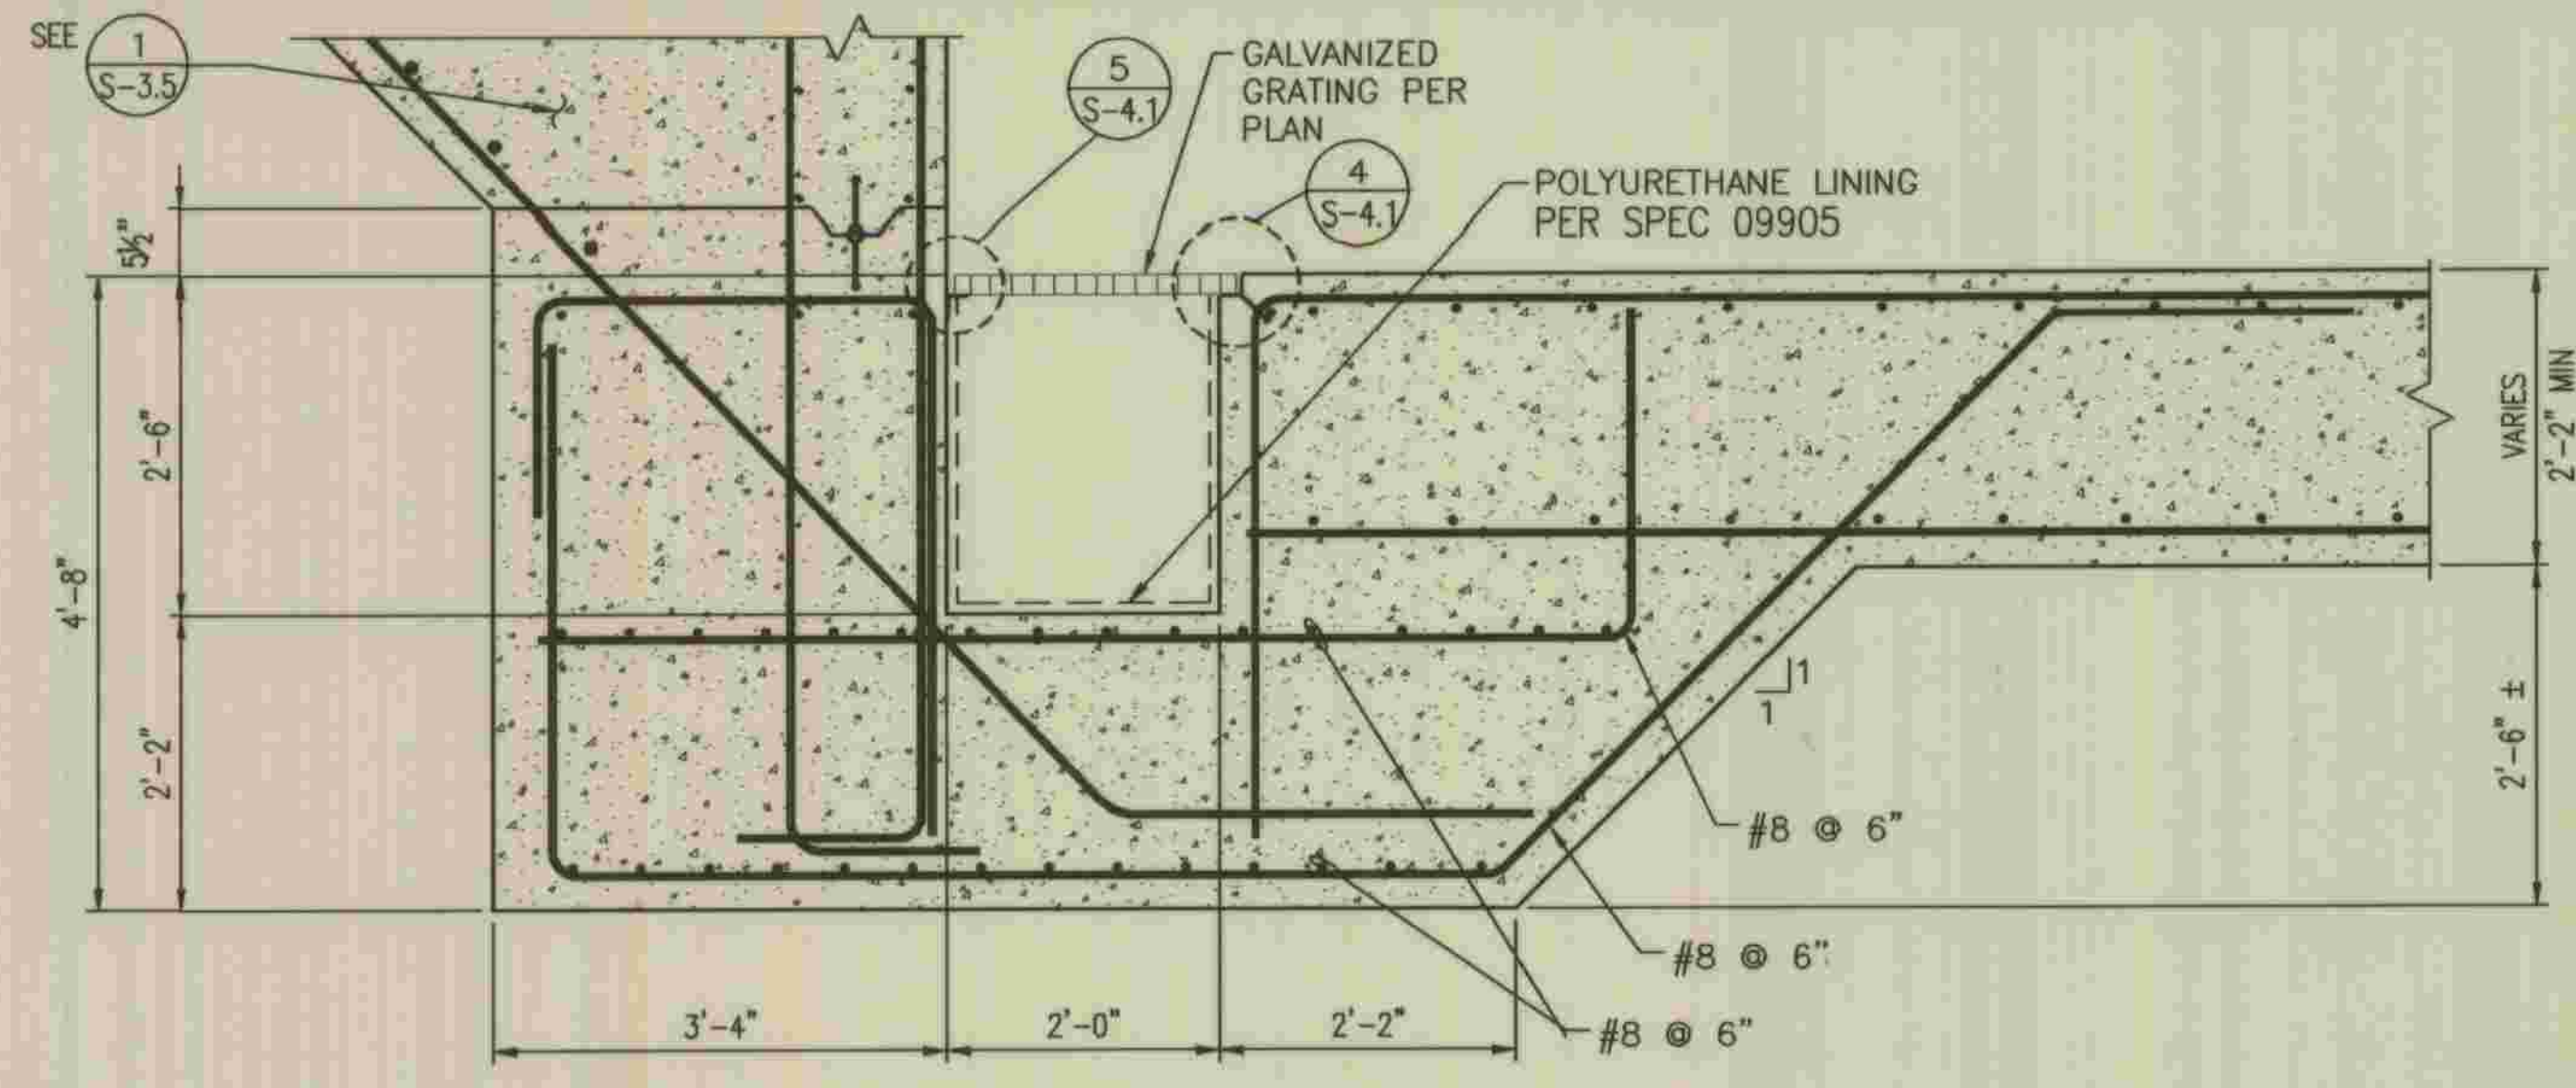 SEE
1
S-3.5
5
S-4.1
GALVANIZED
GRATING PER
PLAN
4
S-4.1
POLYURETHANE LINING
PER SPEC 09905
5½"
2'-6"
4'-8"
2'-2"
VARIES
2'-2" MIN
2'-6" ±
1
1
#8 @ 6"
#8 @ 6"
#8 @ 6"
3'-4"
2'-0"
2'-2"